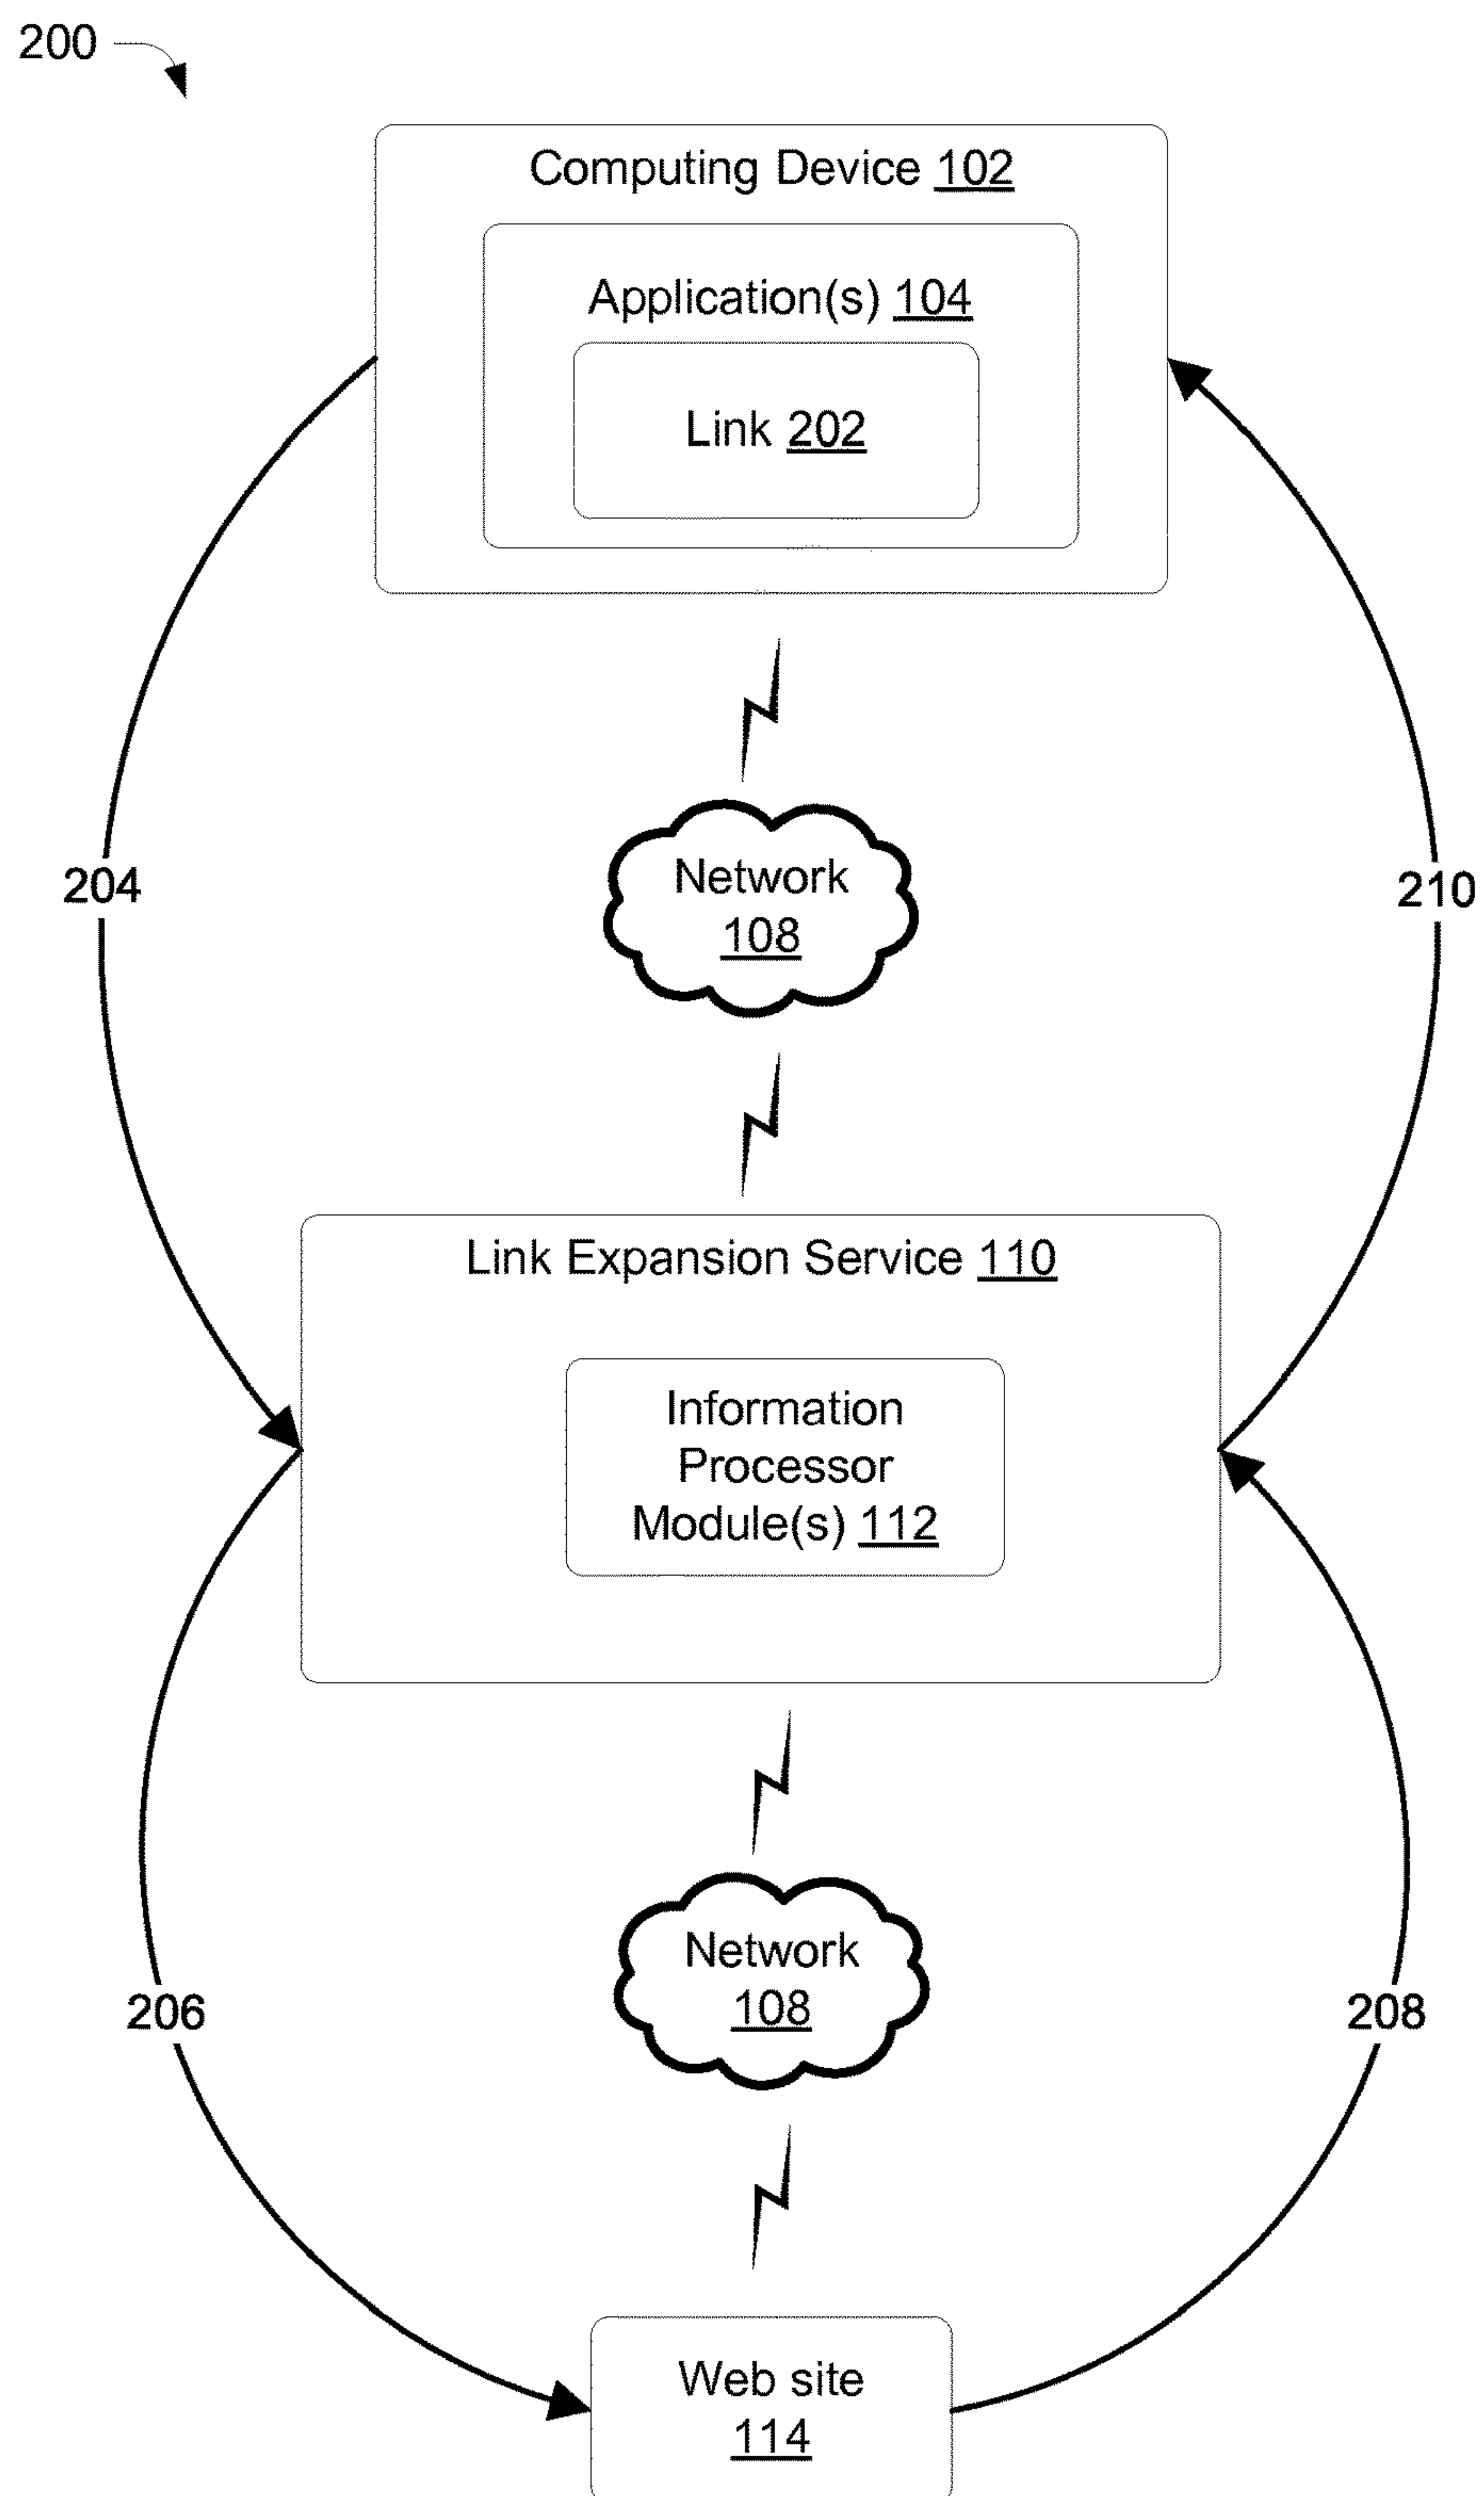 200
Computing Device 102
Application(s) 104
Link 202
Network
108
204
210
Link Expansion Service 110
Information
Processor
Module(s) 112
Network
108
206
208
Web site
114